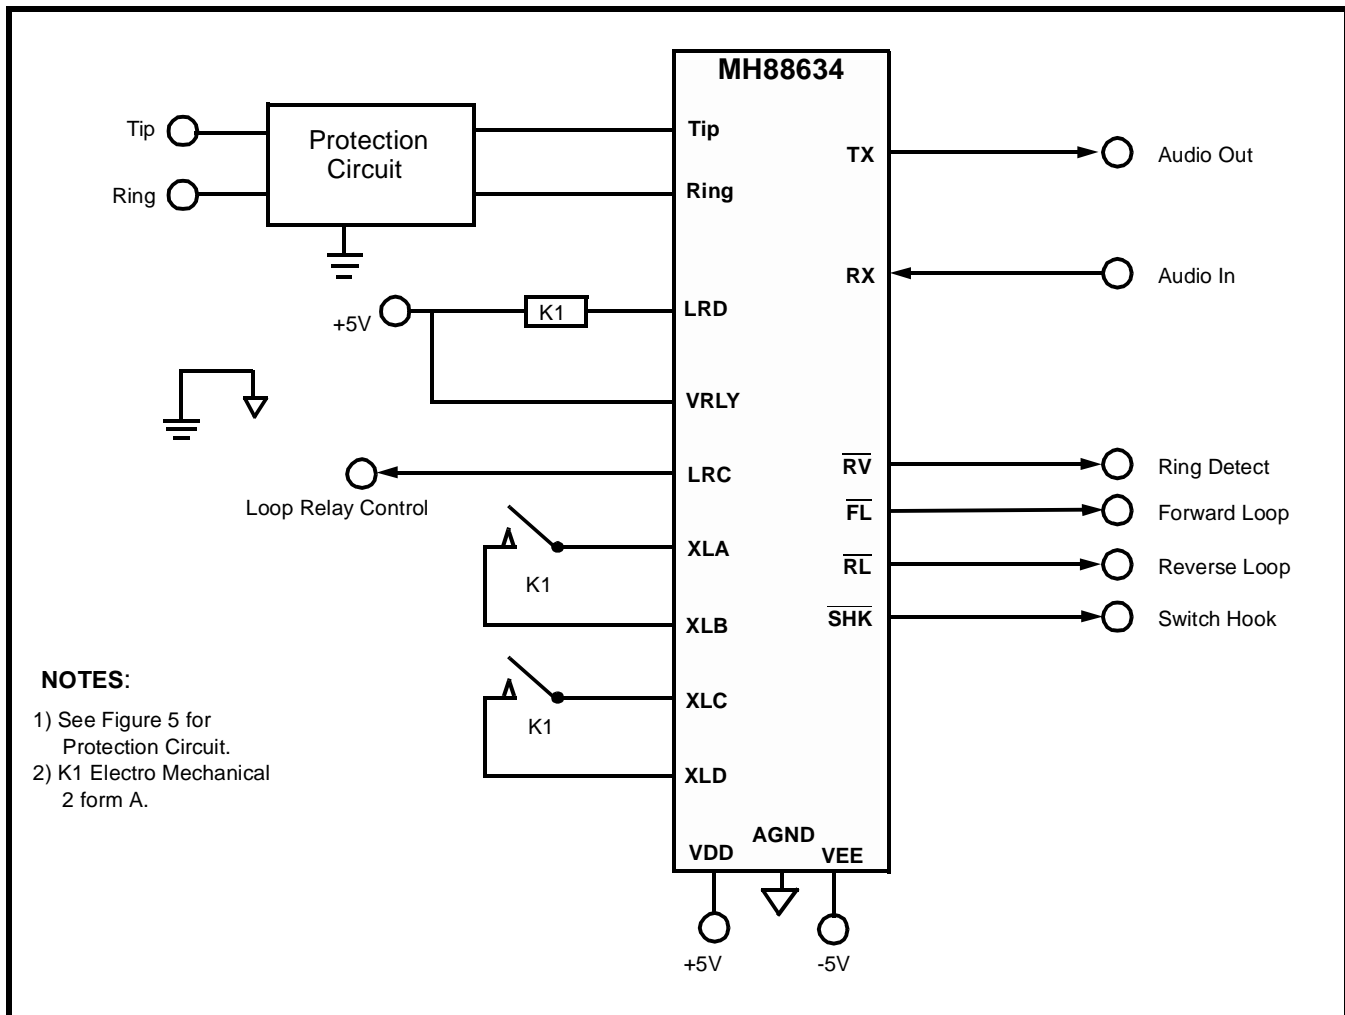 MH88634
Tip
Ring
Protection
Circuit
Tip
Ring
+5V
K1
LRD
VRLY
LRC
Loop Relay Control
XLA
K1
XLB
XLC
K1
XLD
TX
Audio Out
RX
Audio In
RV
Ring Detect
FL
Forward Loop
RL
Reverse Loop
SHK
Switch Hook
NOTES:
1) See Figure 5 for
Protection Circuit.
2) K1 Electro Mechanical
2 form A.
VDD
AGND
VEE
+5V
-5V